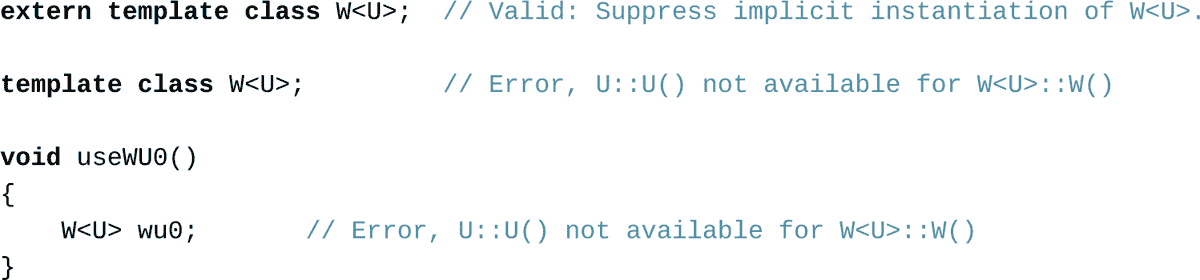 extern template class W<U>;  // Valid: Suppress implicit instantiation of W<U>.
template class W<U>;         // Error, U::U() not available for W<U>::W()
void useWU0()
{
    W<U> wu0;       // Error, U::U() not available for W<U>::W()
}